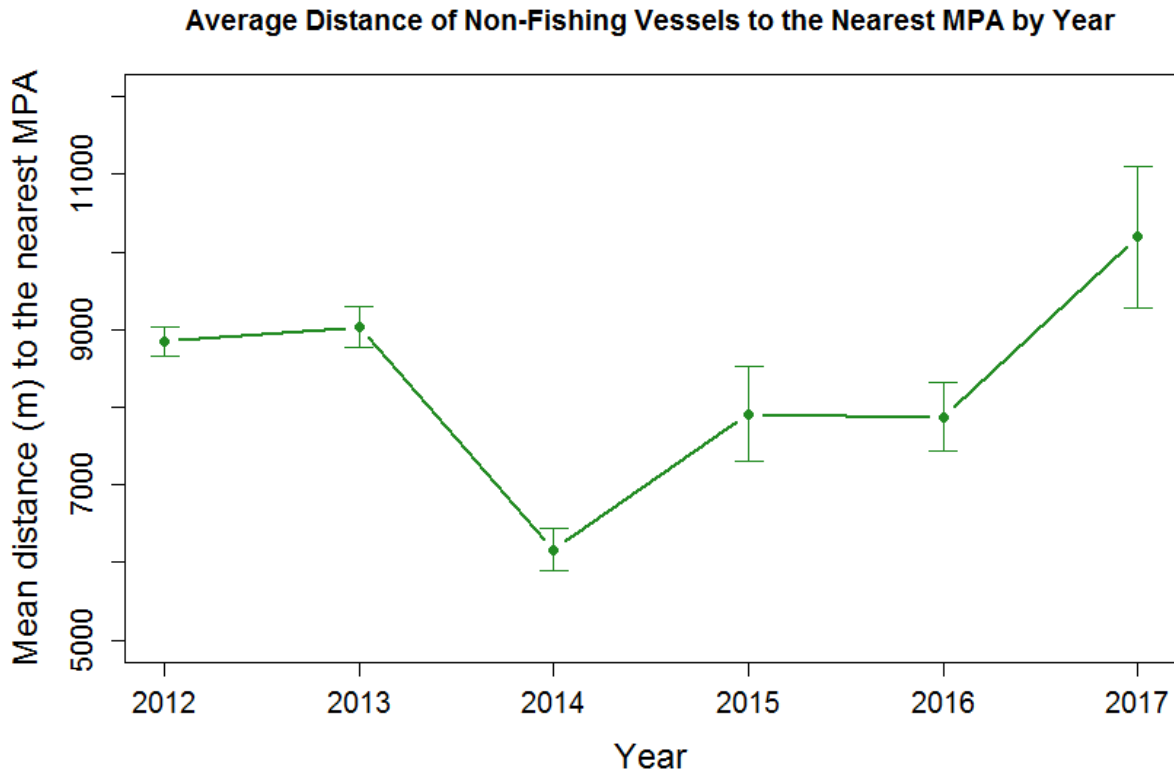 Average Distance of Non-Fishing Vessels to the Nearest MPA by Year
Mean distance (m) to the nearest MPA
11000
9000
7000
5000
2012 2013 2014 2015 2016 2017
Year